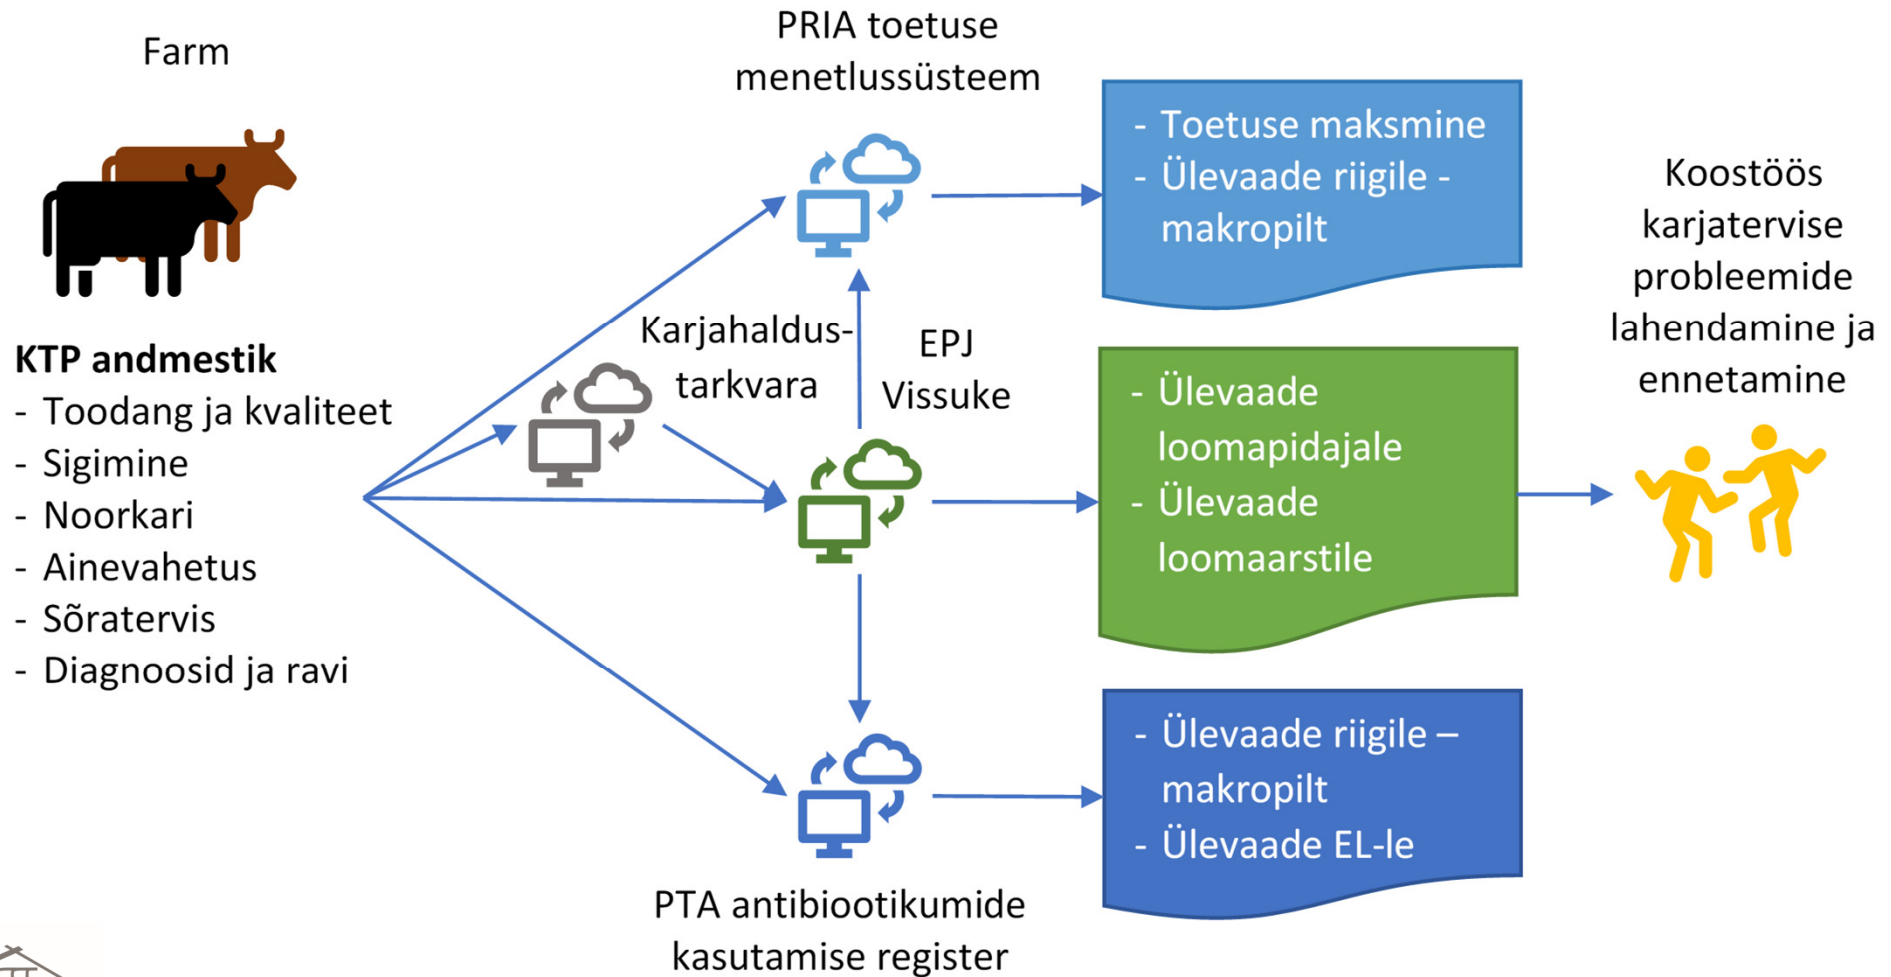 Farm
KTP andmestik
- Toodang ja kvaliteet
- Sigimine
- Noorkari
- Ainevahetus
- Sõratervis
- Diagnoosid ja ravi
PRIA toetuse
menetlussüsteem
Karjahaldus-
tarkvara
EPJ
Vissuke
PTA antibiootikumide
kasutamise register
- Toetuse maksmine
- Ülevaade riigile -
makropilt
- Ülevaade
loomapidajale
- Ülevaade
loomaarstile
- Ülevaade riigile –
makropilt
- Ülevaade EL-le
Koostöös
karjatervise
probleemide
lahendamine ja
ennetamine